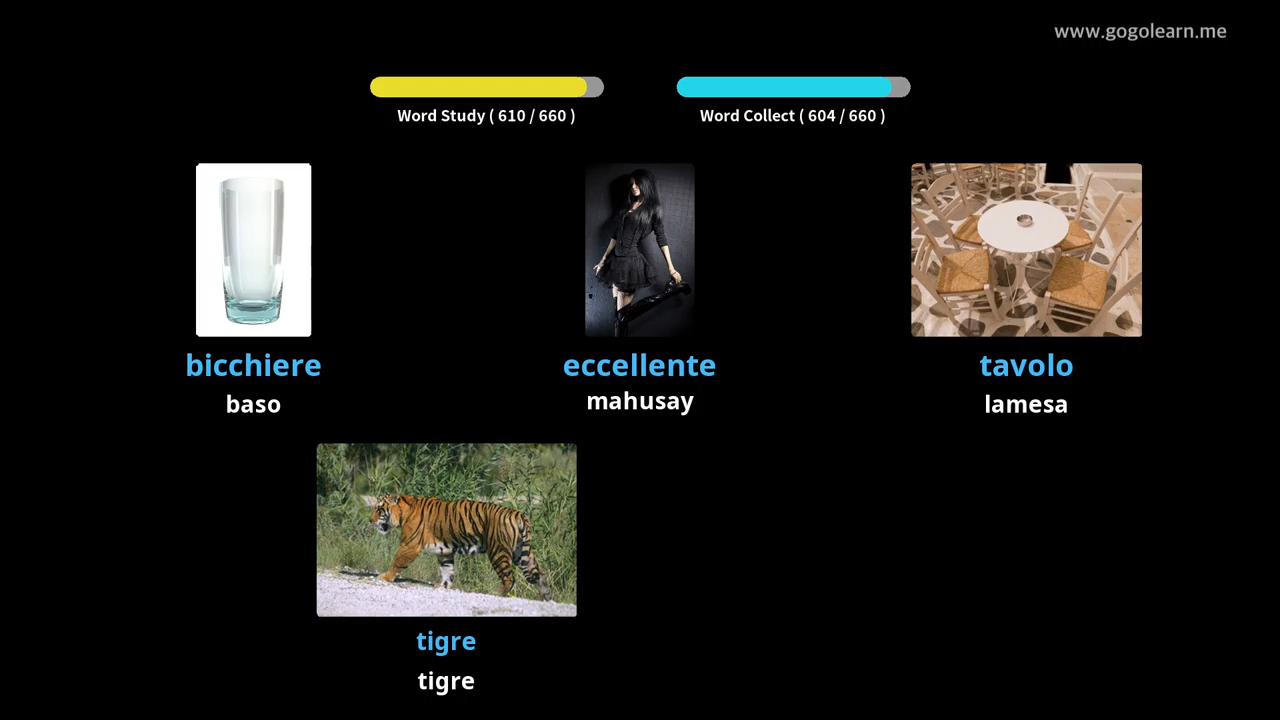 www.gogolearn.me
Word Study ( 610 / 660 )
Word Collect ( 604 / 660 )
bicchiere
baso
eccellente
mahusay
tavolo
lamesa
tigre
tigre